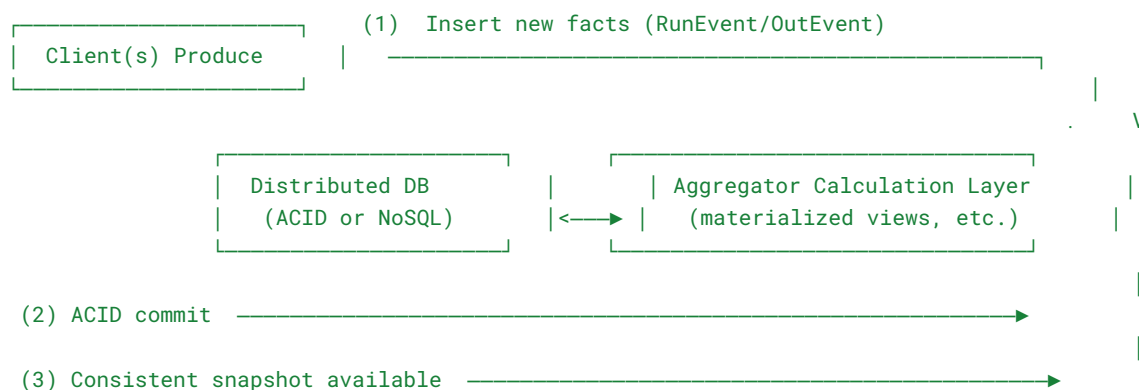 (1) Insert new facts (RunEvent/OutEvent)
Client(s) Produce
V
Distributed DB Aggregator Calculation Layer
(ACID or NoSQL) <———► (materialized views, etc.)
(2) ACID commit
(3) Consistent snapshot available